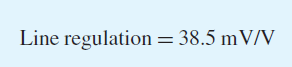 Line regulation = 38.5 mV/V